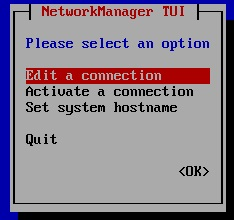 NetworkManager TUI
Please select an option
Edit a connection
Activate a connection
Set system hostname
Quit
<OK>